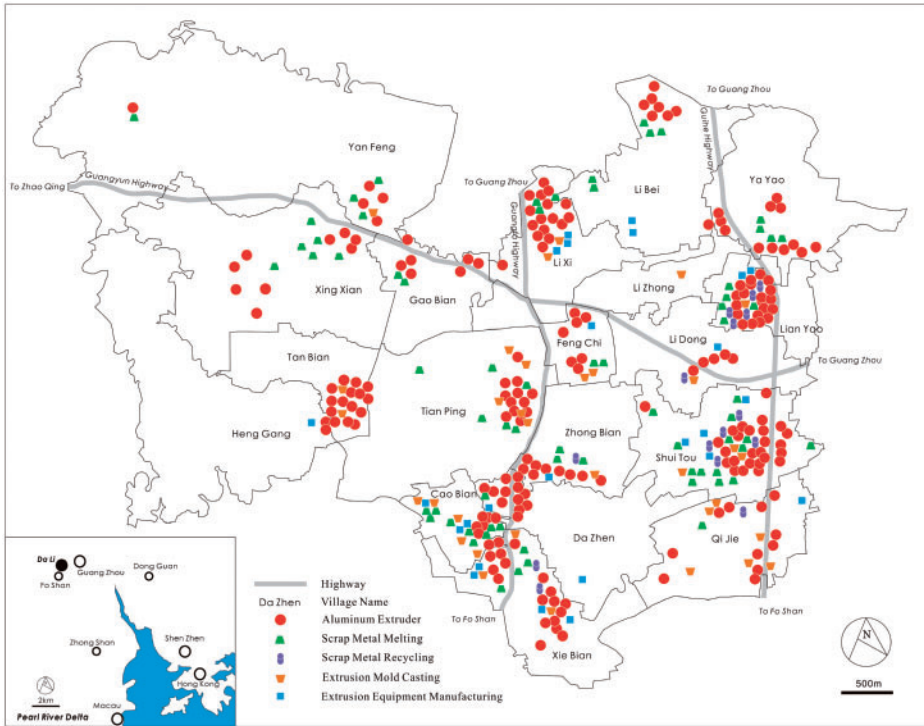 To Guang Zhou
Guihe Highway
Yan Feng
Guangyun Highway
To Zhao Qing
To Guang Zhou
Guangfo Highway
Li Bei
Ya Yao
Li Xi
Xing Xian
Gao Bian
Li Zhong
Feng Chi
Li Dong
Lian Yao
To Guang Zhou
Tan Bian
Tian Ping
Heng Gang
Zhong Bian
Shui Tou
Cao Bian
Da Zhen
Qi Jie
To Fo Shan
To Fo Shan
Xie Bian
Da Li
Guang Zhou
Dong Guan
Fo Shan
Zhong Shan
Shen Zhen
Hong Kong
N
2km
Macau
Pearl River Delta
Highway
Da Zhen Village Name
Aluminum Extruder
Scrap Metal Melting
Scrap Metal Recycling
Extrusion Mold Casting
Extrusion Equipment Manufacturing
N
500m